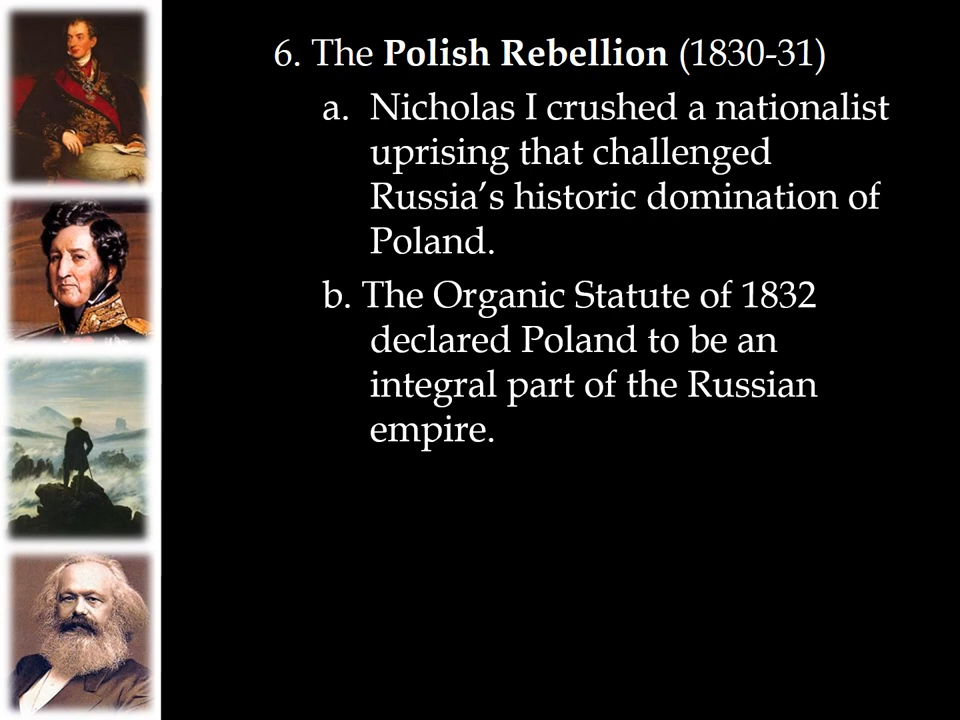 6. The Polish Rebellion (1830-31)
a. Nicholas I crushed a nationalist
uprising that challenged
Russia’s historic domination of
Poland.
b. The Organic Statute of 1832
declared Poland to be an
integral part of the Russian
empire.